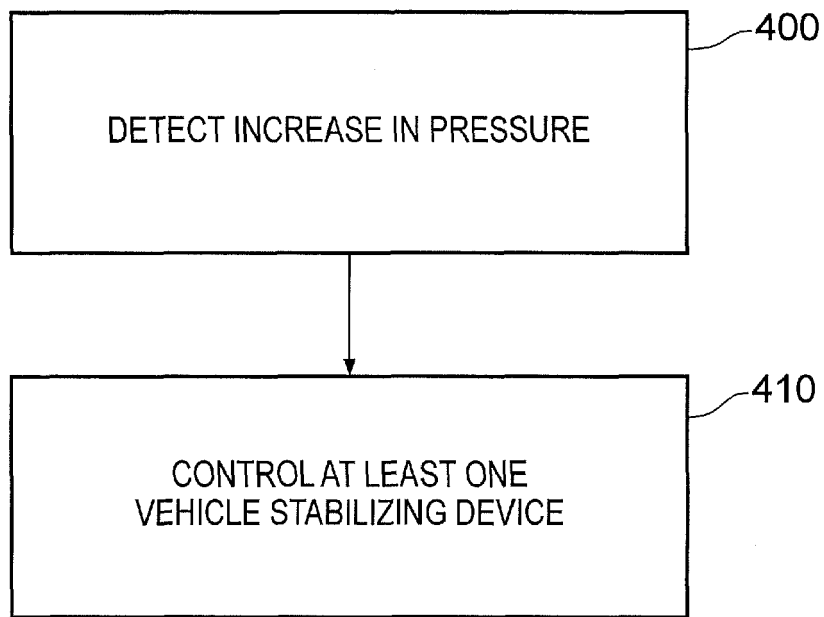 400
DETECT INCREASE IN PRESSURE
410
CONTROL AT LEAST ONE
VEHICLE STABILIZING DEVICE